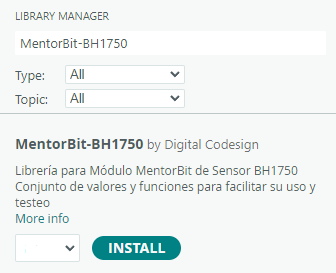 LIBRARY MANAGER
MentorBit-BH1750
Type: All
Topic: All
MentorBit-BH1750 by Digital Codesign
Librería para Módulo MentorBit de Sensor BH1750
Conjunto de valores y funciones para facilitar su uso y
testeo
More info
INSTALL